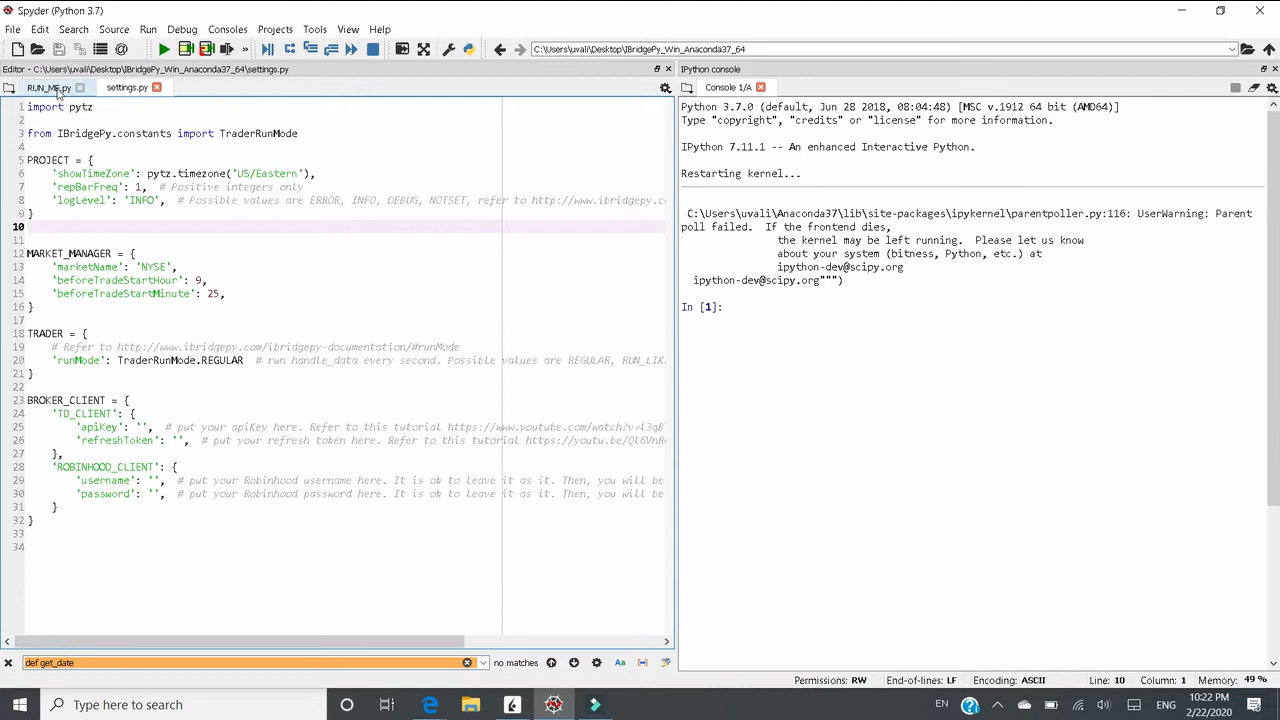 Spyder (Python 3.7)
File Edit Search Source Run Debug Consoles Projects Tools View Help
C:\Users\uvali\Desktop\IBridgePy_Win_Anaconda37_64
Editor - C:\Users\uvali\Desktop\IBridgePy_Win_Anaconda37_64\settings.py
RUN_ME.py settings.py
1 import pytz
2
3 from IBridgePy.constants import TraderRunMode
4
5 PROJECT = {
6 'showTimeZone': pytz.timezone('US/Eastern'),
7 'repBarFreq': 1, # Positive integers only
8 'logLevel': 'INFO', # Possible values are ERROR, INFO, DEBUG, NOTSET, refer to http://www.ibridgepy.c
9 }
10
11
12 MARKET_MANAGER = {
13 'marketName': 'NYSE',
14 'beforeTradeStartHour': 9,
15 'beforeTradeStartMinute': 25,
16 }
17
18 TRADER = {
19 # Refer to http://www.ibridgepy.com/ibridgepy-documentation/#runMode
20 'runMode': TraderRunMode.REGULAR # run handle_data every second. Possible values are REGULAR, RUN_LIK
21 }
22
23 BROKER_CLIENT = {
24 'TD_CLIENT': {
25 'apiKey': '', # put your apiKey here. Refer to this tutorial https://www.youtube.com/watch?v=l3qB
26 'refreshToken': '', # put your refresh token here. Refer to this tutorial https://youtu.be/Ql6VnR
27 },
28 'ROBINHOOD_CLIENT': {
29 'username': '', # put your Robinhood username here. It is ok to leave it as it. Then, you will be
30 'password': '', # put your Robinhood password here. It is ok to leave it as it. Then, you will be
31 }
32 }
33
34
def get_date no matches
IPython console
Console 1/A
Python 3.7.0 (default, Jun 28 2018, 08:04:48) [MSC v.1912 64 bit (AMD64)]
Type "copyright", "credits" or "license" for more information.
IPython 7.11.1 -- An enhanced Interactive Python.
Restarting kernel...
C:\Users\uvali\Anaconda37\lib\site-packages\ipykernel\parentpoller.py:116: UserWarning: Parent
poll failed. If the frontend dies,
the kernel may be left running. Please let us know
about your system (bitness, Python, etc.) at
ipython-dev@scipy.org
ipython-dev@scipy.org""")
In [1]:
Permissions: RW End-of-lines: LF Encoding: ASCII Line: 10 Column: 1 Memory: 49 %
Type here to search
EN ENG
10:22 PM
2/22/2020